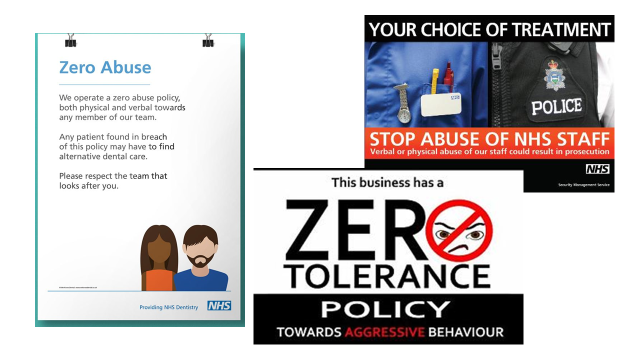 Zero Abuse
We operate a zero abuse policy,
both physical and verbal towards
any member of our team.
Any patient found in breach
of this policy may have to find
alternative dental care.
Please respect the team that
looks after you.
Providing NHS Dentistry NHS
YOUR CHOICE OF TREATMENT
POLICE
STOP ABUSE OF NHS STAFF
Verbal or physical abuse of our staff could result in prosecution
NHS
Security Management Service
This business has a
ZERO
TOLERANCE
POLICY
TOWARDS AGGRESSIVE BEHAVIOUR